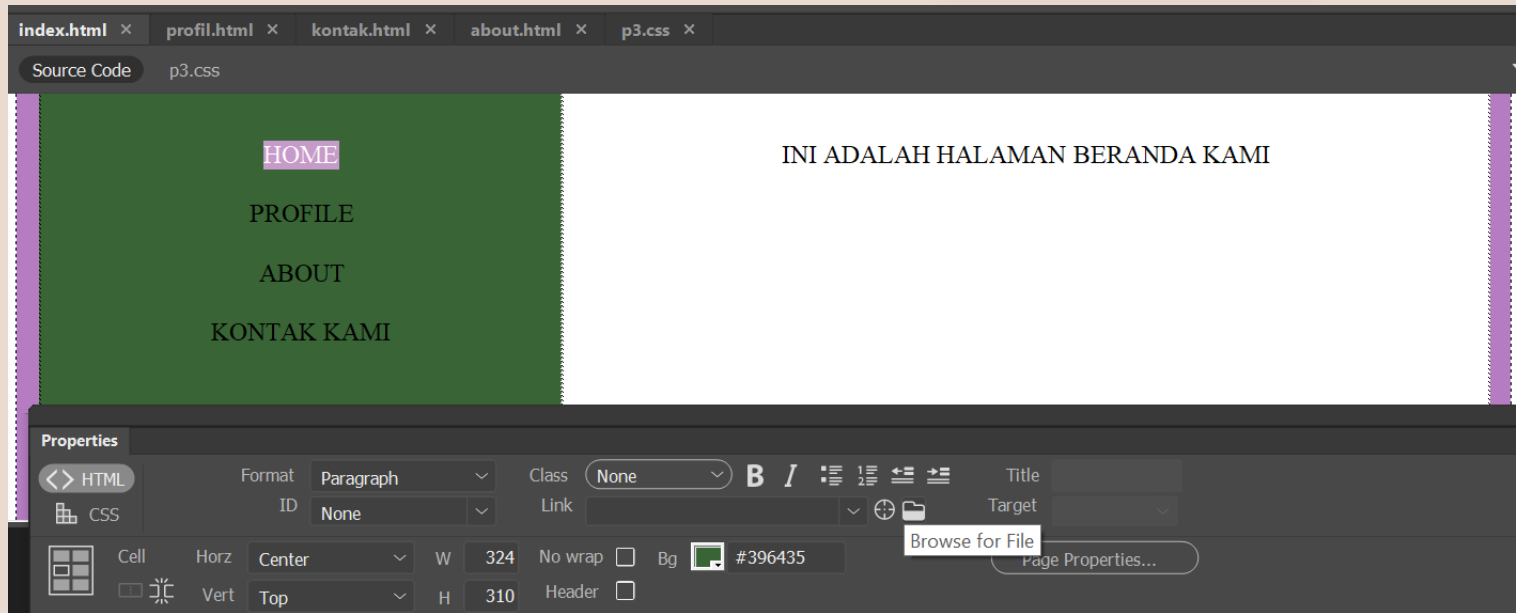 index.html × profil.html × kontak.html × about.html × p3.css ×
Source Code p3.css
HOME INI ADALAH HALAMAN BERANDA KAMI
PROFILE
ABOUT
KONTAK KAMI
Properties
<> HTML Format Paragraph Class None B I Title
CSS ID None Link Target
Browse for File
Cell Horz Center W 324 No wrap Bg #396435 Page Properties...
Vert Top H 310 Header